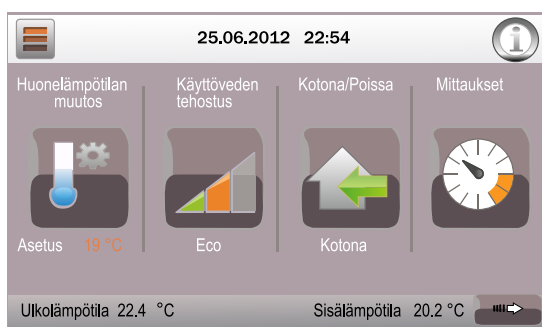 25.06.2012 22:54
Huonelämpötilan
muutos
Asetus 19 °C
Käyttöveden
tehostus
Eco
Kotona/Poissa
Kotona
Mittaukset
Ulkolämpötila 22.4 °C
Sisälämpötila 20.2 °C